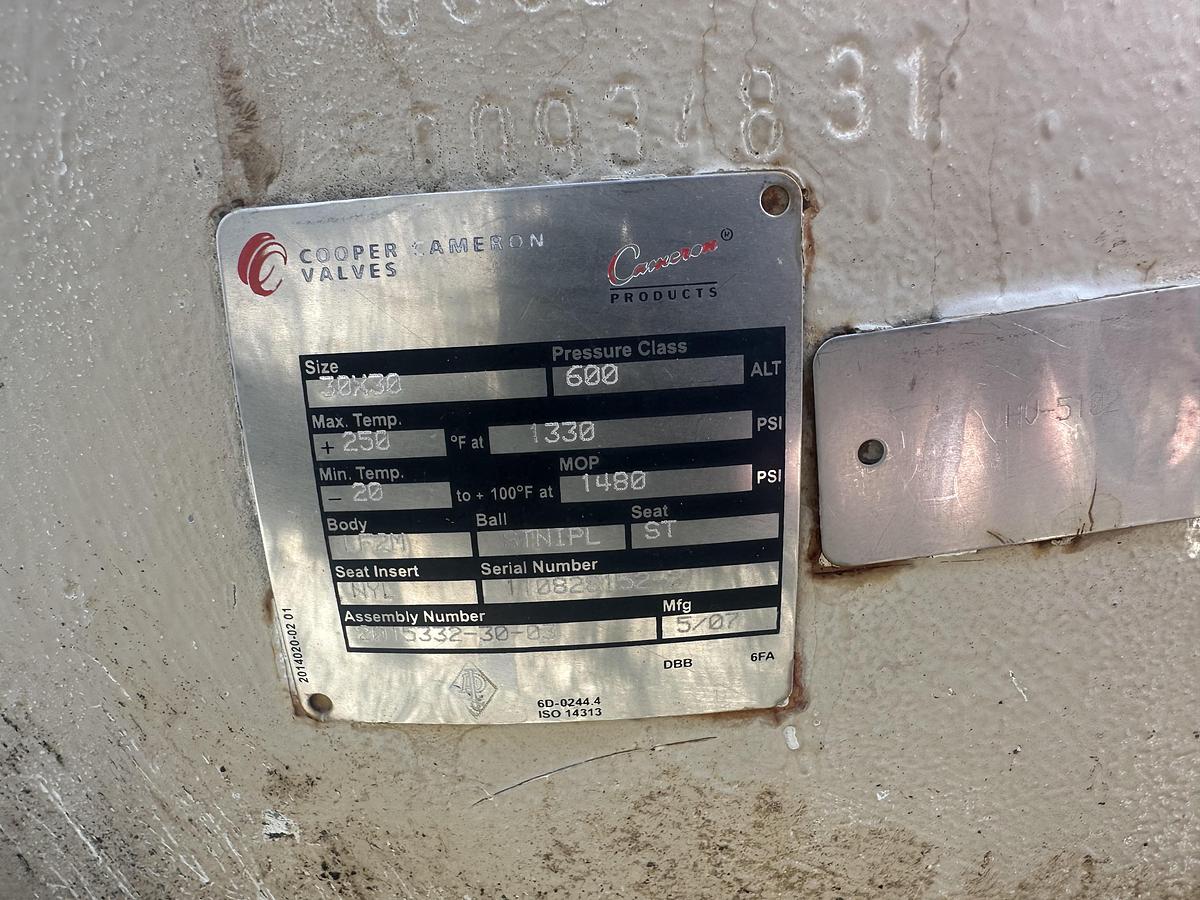 31
8
COOPER CAMERON
VALVES
Cameron®
PRODUCTS
Size
30X30
Pressure Class
600
ALT
Max. Temp.
+ 250
°F at
1330
PSI
Min. Temp.
– 20
to + 100°F at
MOP
1480
PSI
Body
Ball
Seat
ST
Seat Insert
NYL
Serial Number
Assembly Number
Mfg
5/07
2014020-02 01
DBB
6FA
6D-0244.4
ISO 14313